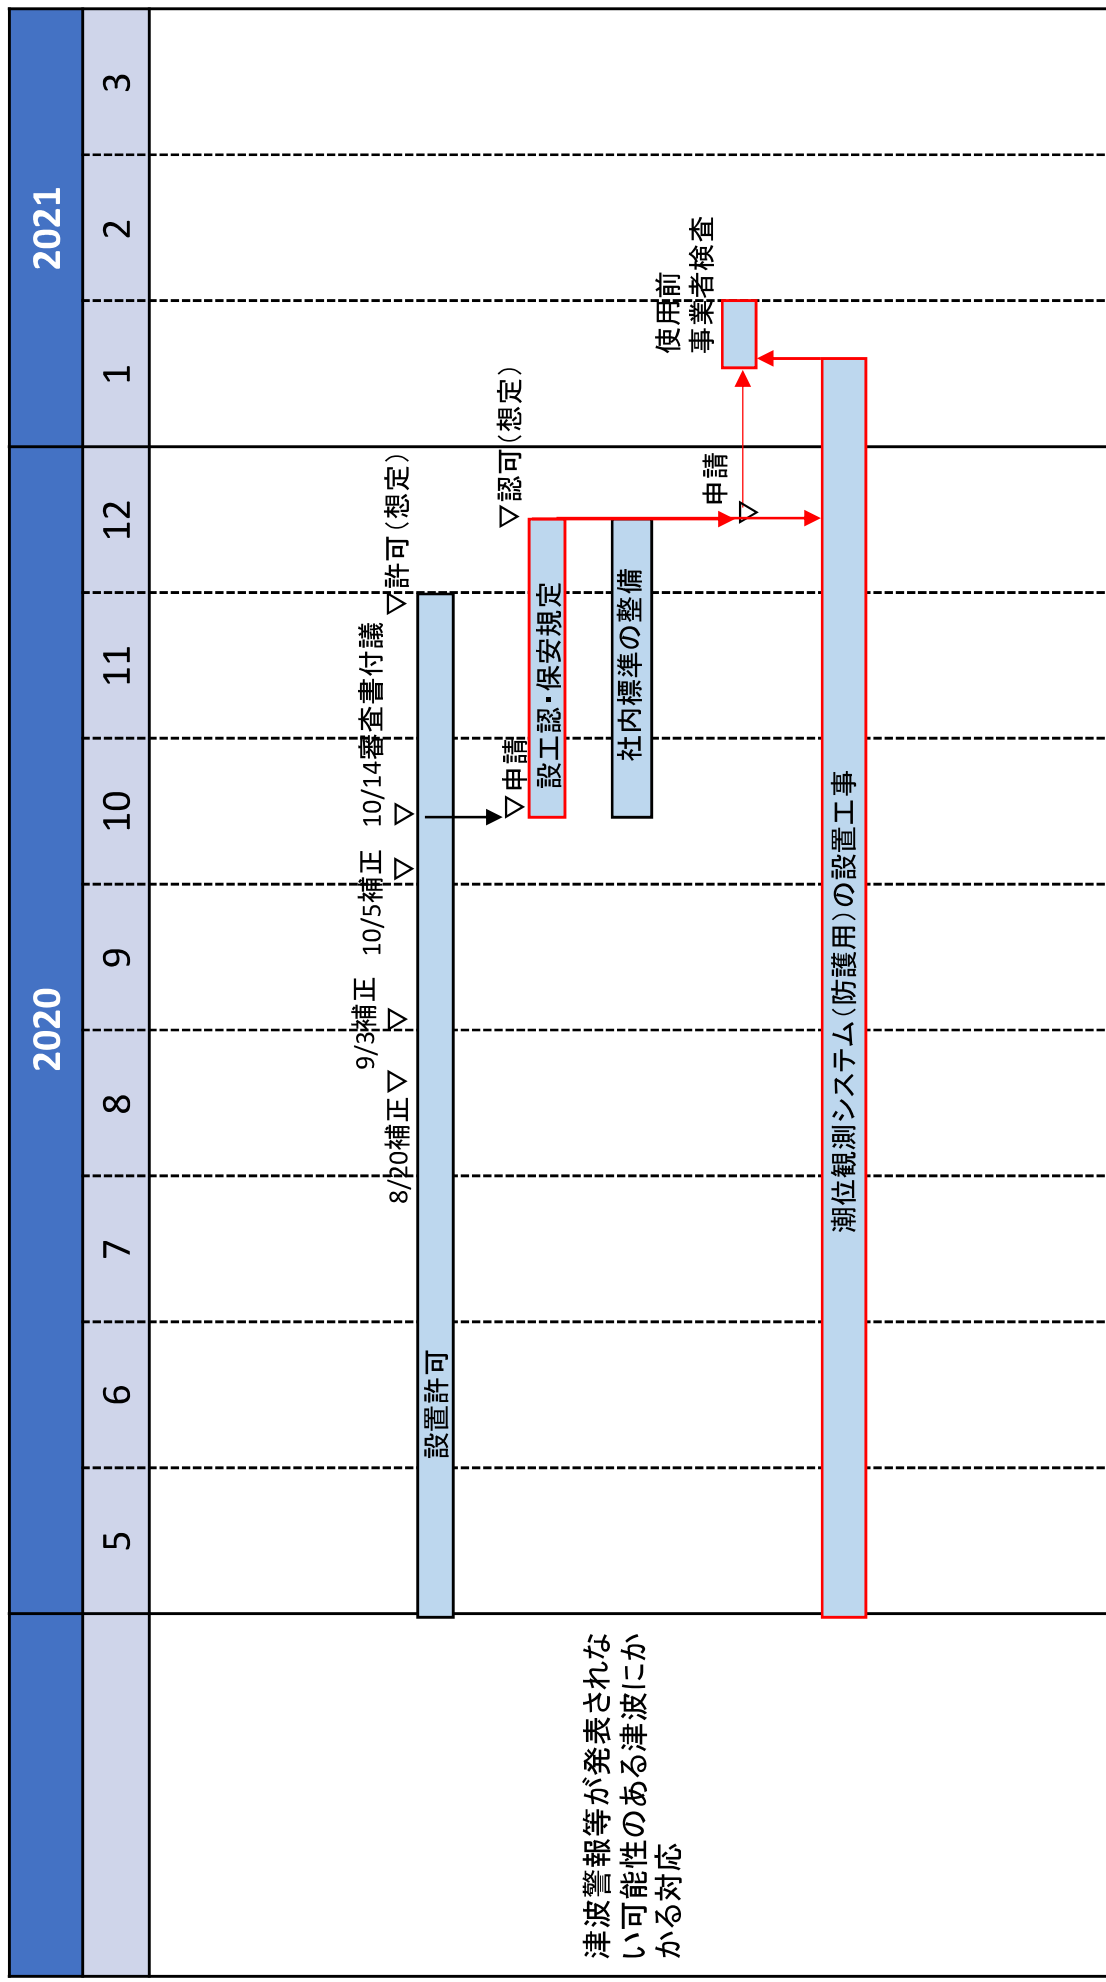 2020
2021
5
6
7
8
9
10
11
12
1
2
3
津波警報等が発表されな
い可能性のある津波にか
かる対応
9/3補正
10/5補正
10/14審査書付議
8/20補正
▽
▽
▽
▽
▽許可(想定)
設置許可
▽申請
▽認可(想定)
設工認・保安規定
社内標準の整備
使用前
事業者検査
申請
▽
潮位観測システム(防護用)の設置工事